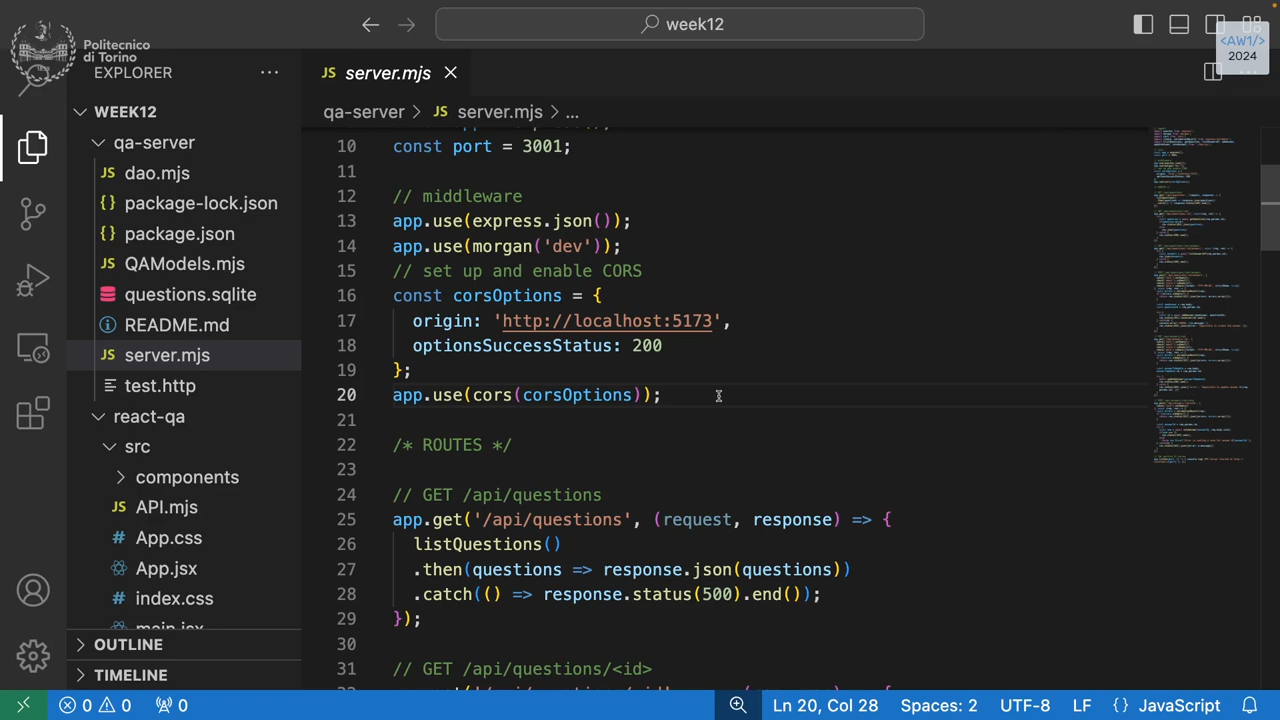 week12
Politecnico
di Torino
<AW1/>
2024
EXPLORER
JS server.mjs
WEEK12
qa-server
dao.mjs
package-lock.json
package.json
QAModels.mjs
questions.sqlite
README.md
server.mjs
test.http
react-qa
src
components
API.mjs
App.css
App.jsx
index.css
main.jsx
OUTLINE
TIMELINE
qa-server > JS server.mjs > ...
10 const port = 3001;
11
12 // middleware
13 app.use(express.json());
14 app.use(morgan('dev'));
15 // set up and enable CORS
16 const corsOptions = {
17 origin: 'http://localhost:5173',
18 optionsSuccessStatus: 200
19 };
20 app.use(cors(corsOptions));
21
22 /* ROUTES */
23
24 // GET /api/questions
25 app.get('/api/questions', (request, response) => {
26 listQuestions()
27 .then(questions => response.json(questions))
28 .catch(() => response.status(500).end());
29 });
30
31 // GET /api/questions/<id>
0 0 0 Ln 20, Col 28 Spaces: 2 UTF-8 LF {} JavaScript